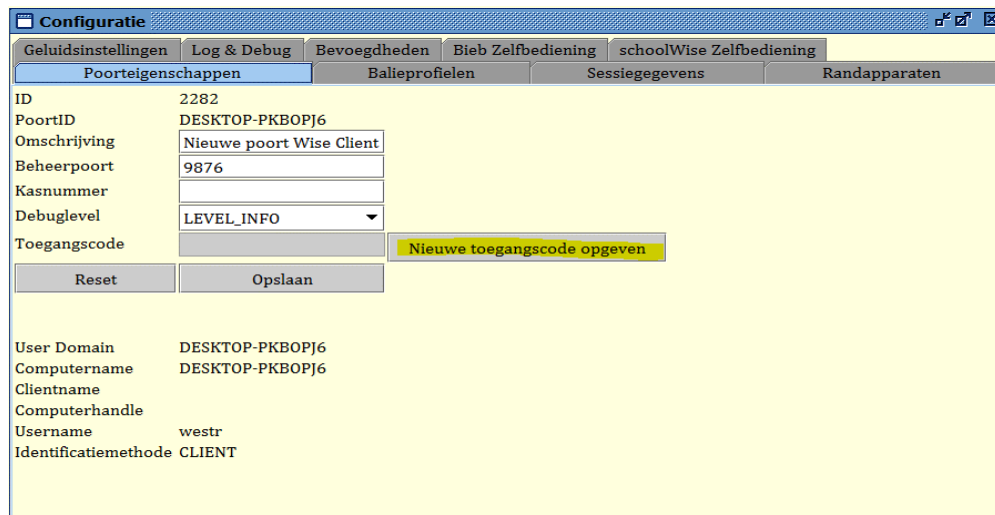 Configuratie
Geluidsinstellingen Log & Debug Bevoegdheden Bieb Zelfbediening schoolWise Zelfbediening
Poorteigenschappen Balieprofielen Sessiegegevens Randapparaten
ID 2282
PoortID DESKTOP-PKBOPJ6
Omschrijving Nieuwe poort Wise Client
Beheerpoort 9876
Kasnummer
Debuglevel LEVEL_INFO
Toegangscode Nieuwe toegangscode opgeven
Reset Opslaan
User Domain DESKTOP-PKBOPJ6
Computername DESKTOP-PKBOPJ6
Clientname
Computerhandle
Username westr
Identificatiemethode CLIENT